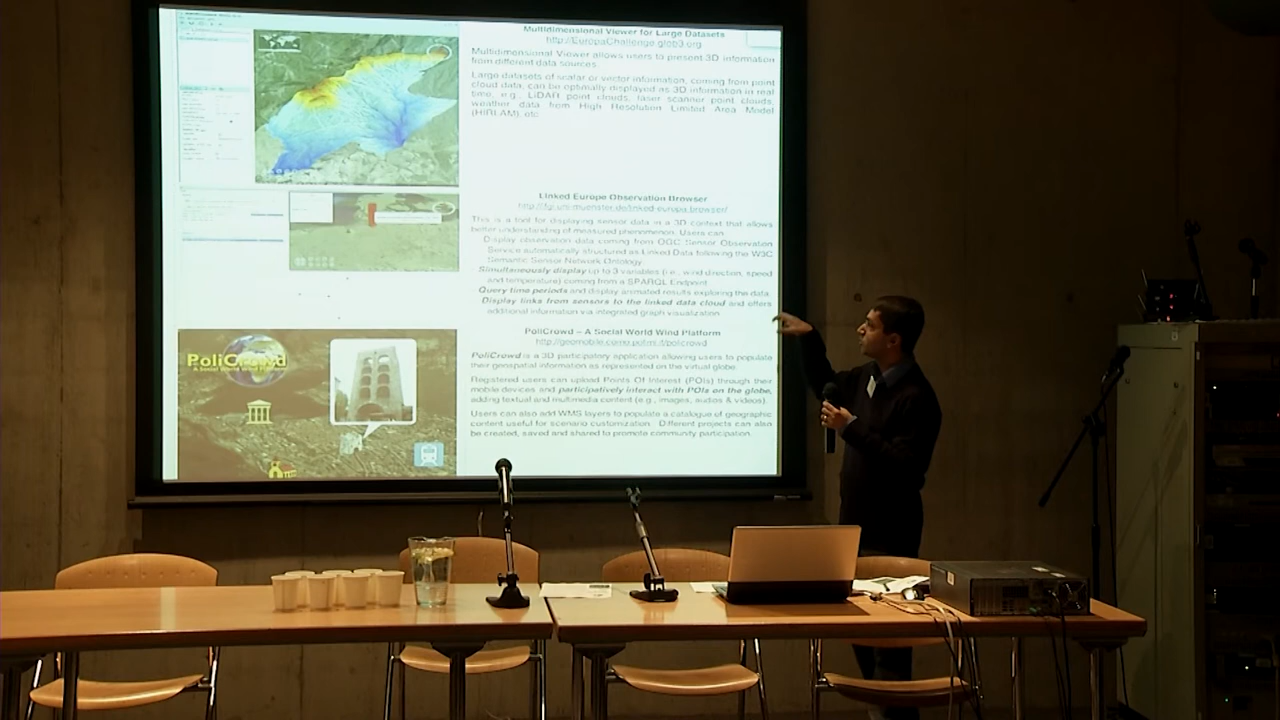 Multidimensional Viewer for Large Datasets
http://EuropaChallenge.glob3.org
Multidimensional Viewer allows users to present 3D information
from different data sources.
Large datasets of scalar or vector information, coming from point
cloud data, can be optimally displayed as 3D information in real
time, e.g., LiDAR point clouds, laser scanner point clouds,
weather data from High Resolution Limited Area Model
(HIRLAM), etc.
Linked Europe Observation Browser
This is a tool for displaying sensor data in a 3D context that allows
better understanding of measured phenomenon. Users can:
Display observation data coming from OGC Sensor Observation
Service automatically structured as Linked Data following the W3C
Semantic Sensor Network Ontology.
Simultaneously display up to 3 variables (i.e., wind direction, speed
and temperature) coming from a SPARQL Endpoint
Query time periods and display animated results exploring the data.
Display links from sensors to the linked data cloud and offers
additional information via integrated graph visualization.
PoliCrowd – A Social World Wind Platform
http://geomobile.como.polimi.it/policrowd
PoliCrowd is a 3D participatory application allowing users to populate
their geospatial information as represented on the virtual globe.
Registered users can upload Points Of Interest (POIs) through their
mobile devices and participatively interact with POIs on the globe,
adding textual and multimedia content (e.g., images, audios & videos).
Users can also add WMS layers to populate a catalogue of geographic
content useful for scenario customization. Different projects can also
be created, saved and shared to promote community participation.
PoliCrowd
A Social World Wind Platform